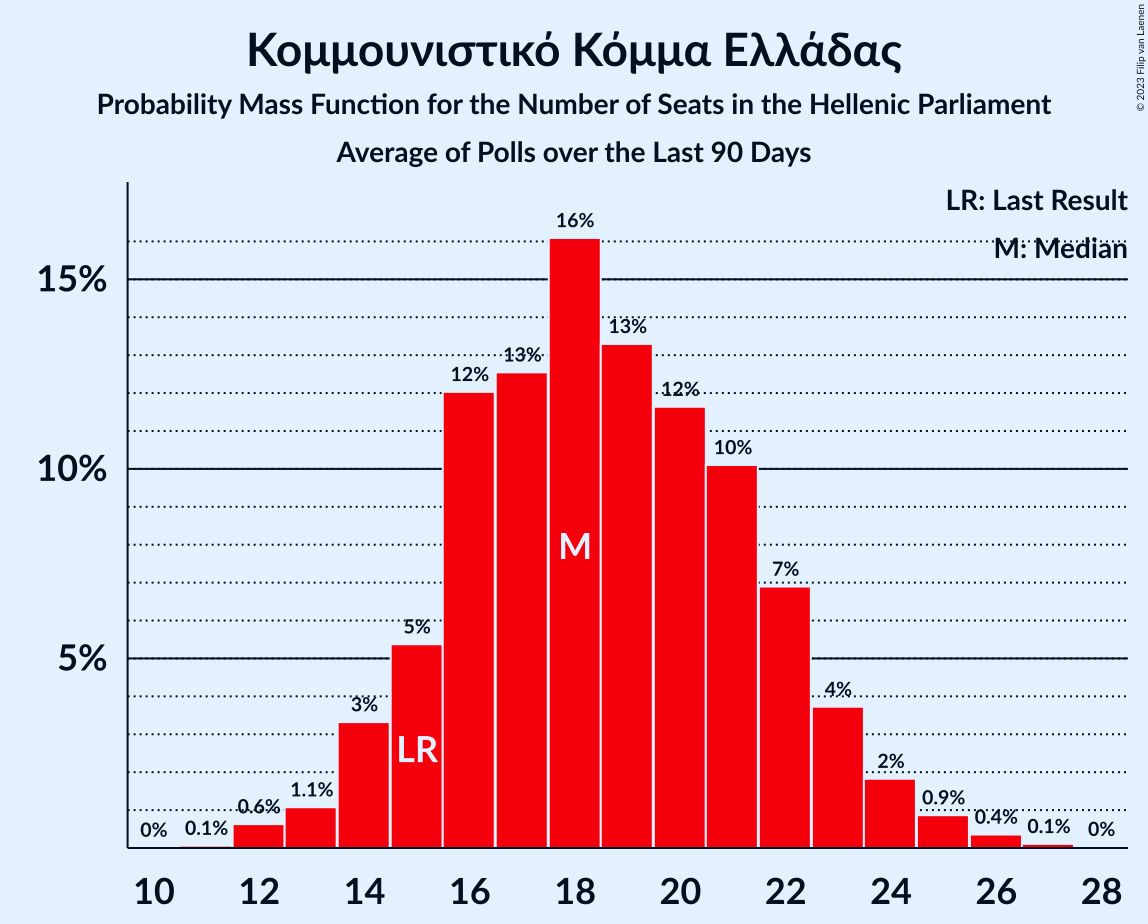 Κομμουνιστικό Κόμμα Ελλάδας
Probability Mass Function for the Number of Seats in the Hellenic Parliament
Average of Polls over the Last 90 Days
© 2023 Filip van Laenen
LR: Last Result
M: Median
15%
10%
5%
0%
0.1%
0.6%
1.1%
3%
5%
12%
13%
16%
13%
12%
10%
7%
4%
2%
0.9%
0.4%
0.1%
0%
LR
M
10 12 14 16 18 20 22 24 26 28